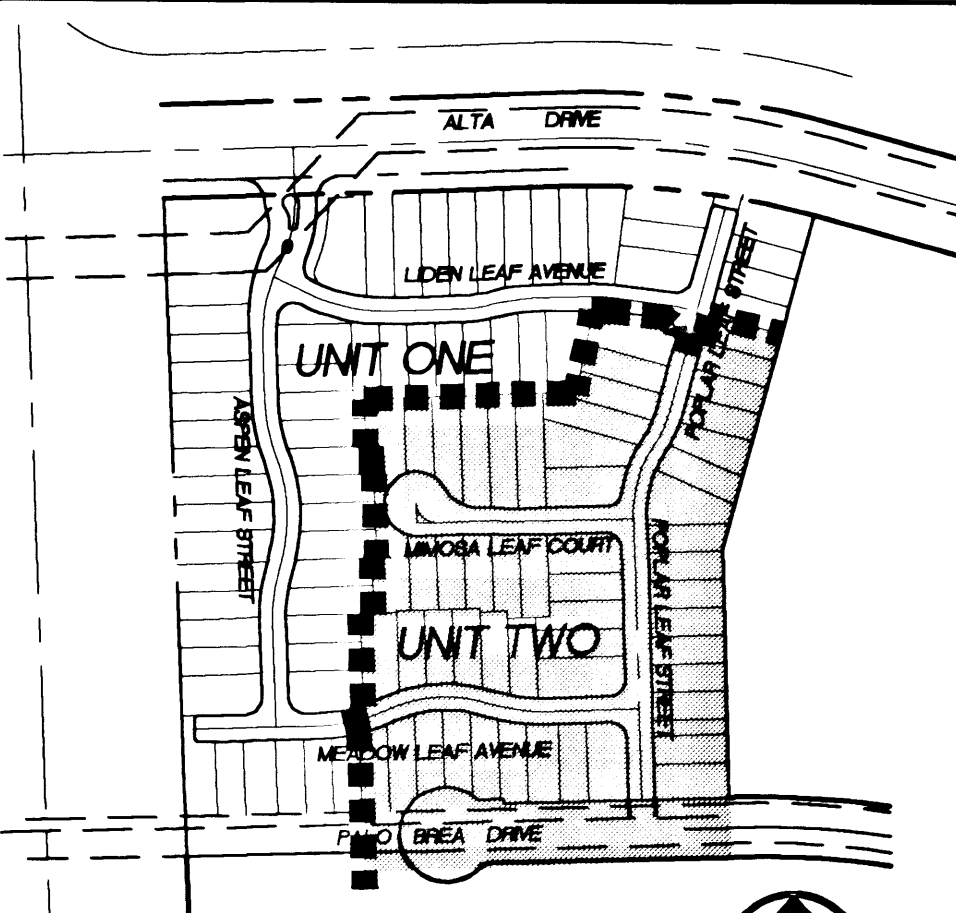 ALTA DRIVE
LIDEN LEAF AVENUE
POPLAR LEAF STREET
UNIT ONE
ASPEN LEAF STREET
MIMOSA LEAF COURT
POPLAR LEAF STREET
UNIT TWO
MEADOW LEAF AVENUE
PALO BREA DRIVE